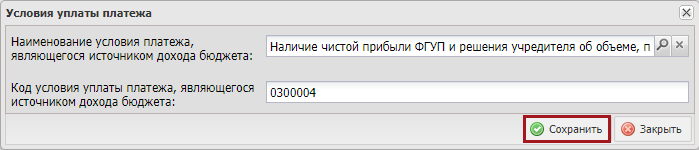 Условия уплаты платежа
Наименование условия платежа,
являющегося источником дохода бюджета:
Наличие чистой прибыли ФГУП и решения учредителя об объеме, п
Код условия уплаты платежа, являющегося
источником дохода бюджета:
0300004
Сохранить
Закрыть